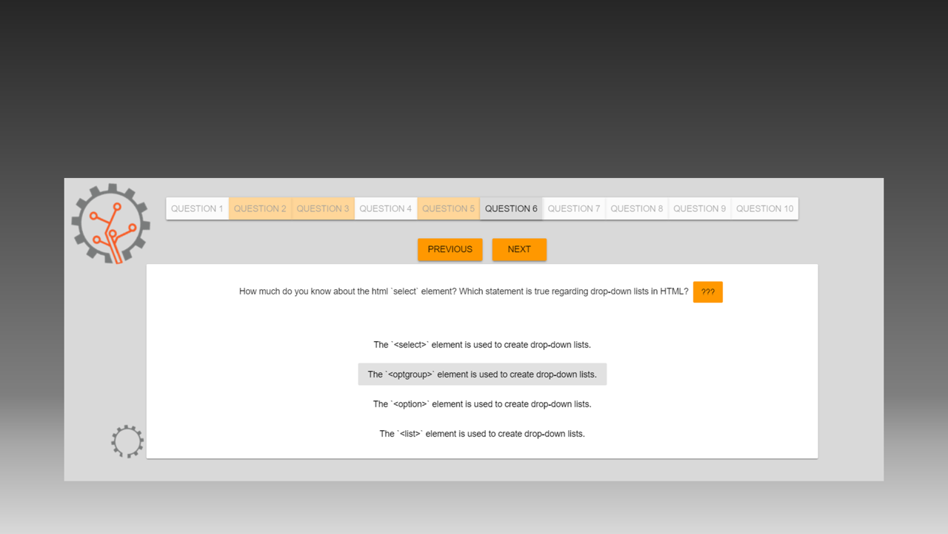 QUESTION 1 QUESTION 2 QUESTION 3 QUESTION 4 QUESTION 5 QUESTION 6 QUESTION 7 QUESTION 8 QUESTION 9 QUESTION 10
PREVIOUS NEXT
How much do you know about the html `select` element? Which statement is true regarding drop-down lists in HTML? ???
The `<select>` element is used to create drop-down lists.
The `<optgroup>` element is used to create drop-down lists.
The `<option>` element is used to create drop-down lists.
The `<list>` element is used to create drop-down lists.